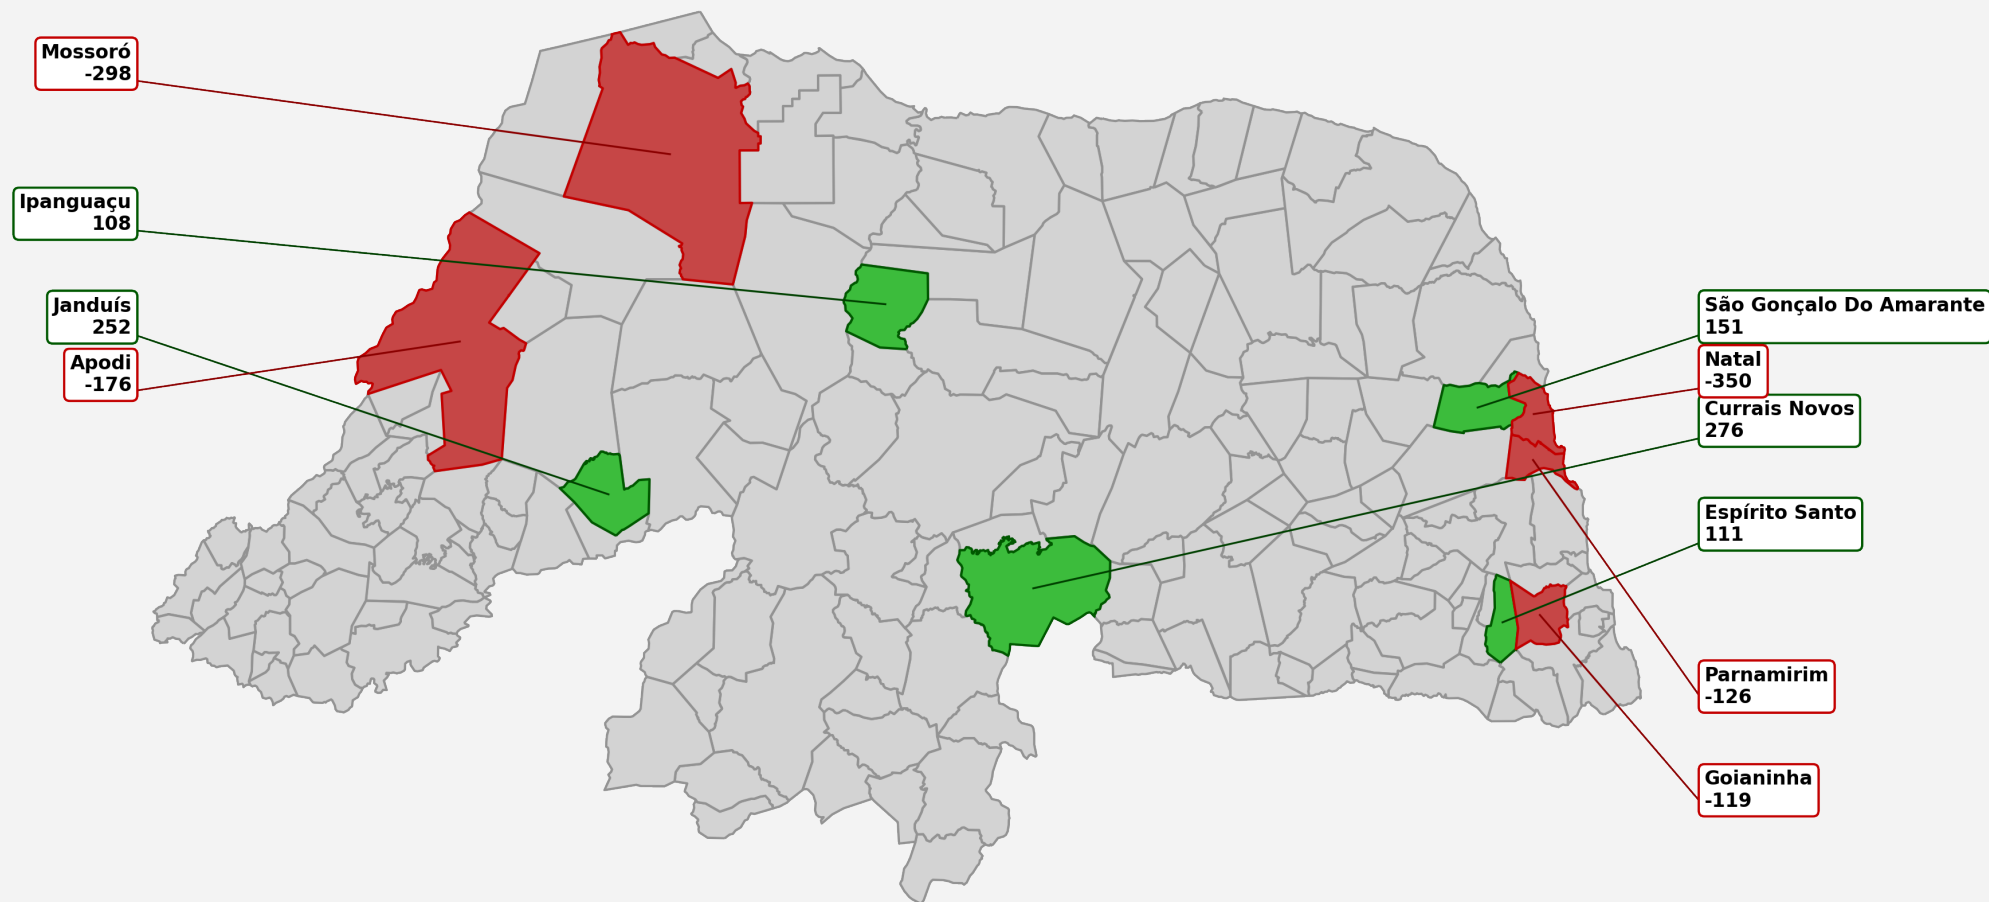 Mossoró
-298
Ipanguaçu
108
Janduís
252
Apodi
-176
São Gonçalo Do Amarante
151
Natal
-350
Currais Novos
276
Espírito Santo
111
Parnamirim
-126
Goianinha
-119